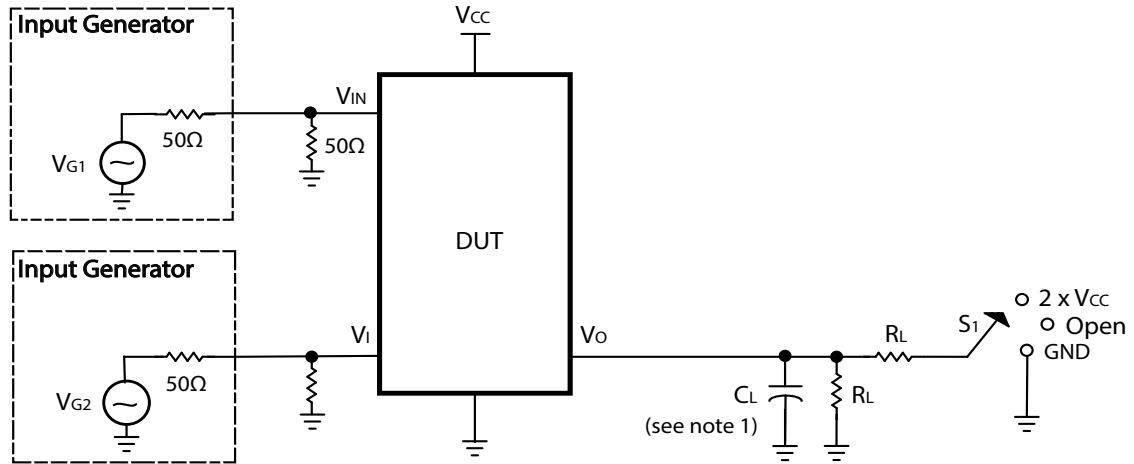 Input Generator
VCC
VIN
50Ω
50Ω
VG1
DUT
Input Generator
VI
VO
50Ω
VG2
RL
S1
2 x VCC
Open
GND
CL
RL
(see note 1)